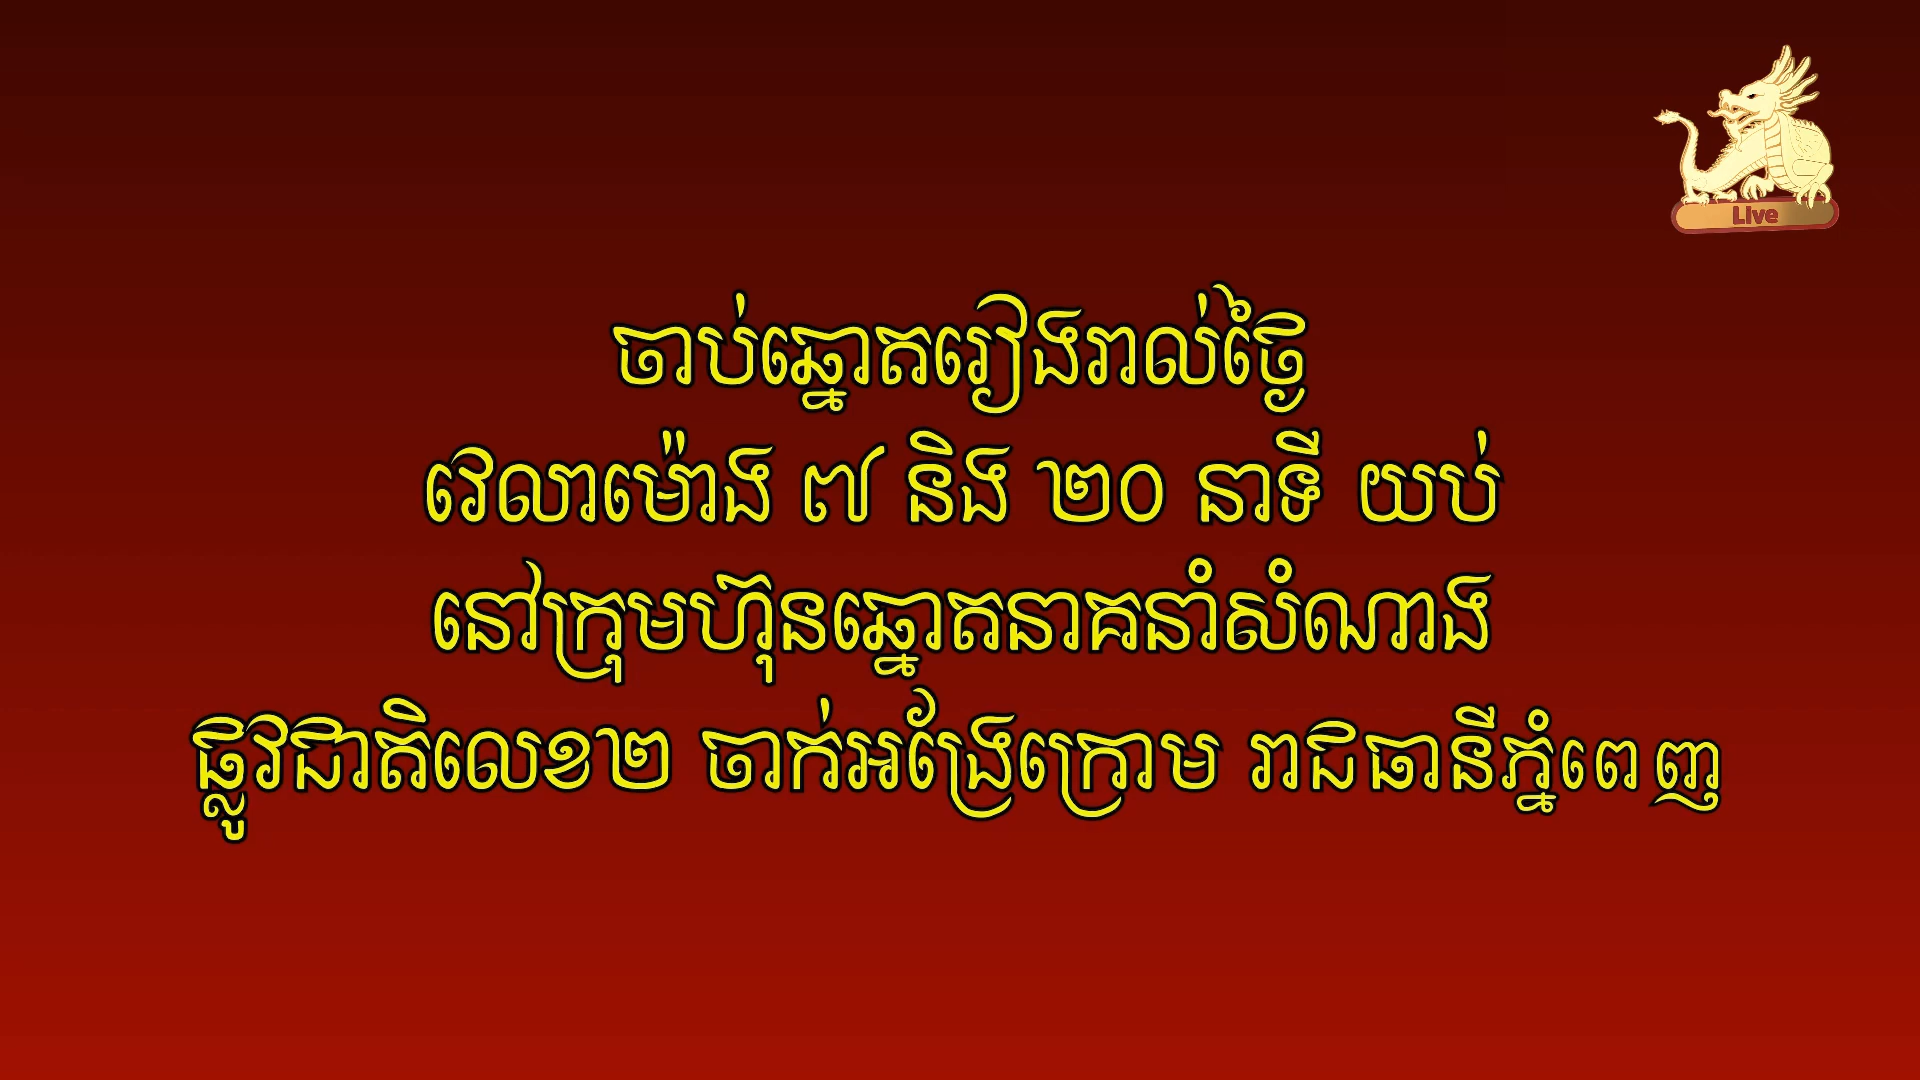 Live
ចាប់ឆ្នោតរៀងរាល់ថ្ងៃ
វេលាម៉ោង ៧ និង ២០ នាទី យប់
នៅក្រុមហ៊ុនឆ្នោតនាគនាំសំណាង
ផ្លូវជាតិលេខ២ ចាក់អង្រែក្រោម រាជធានីភ្នំពេញ